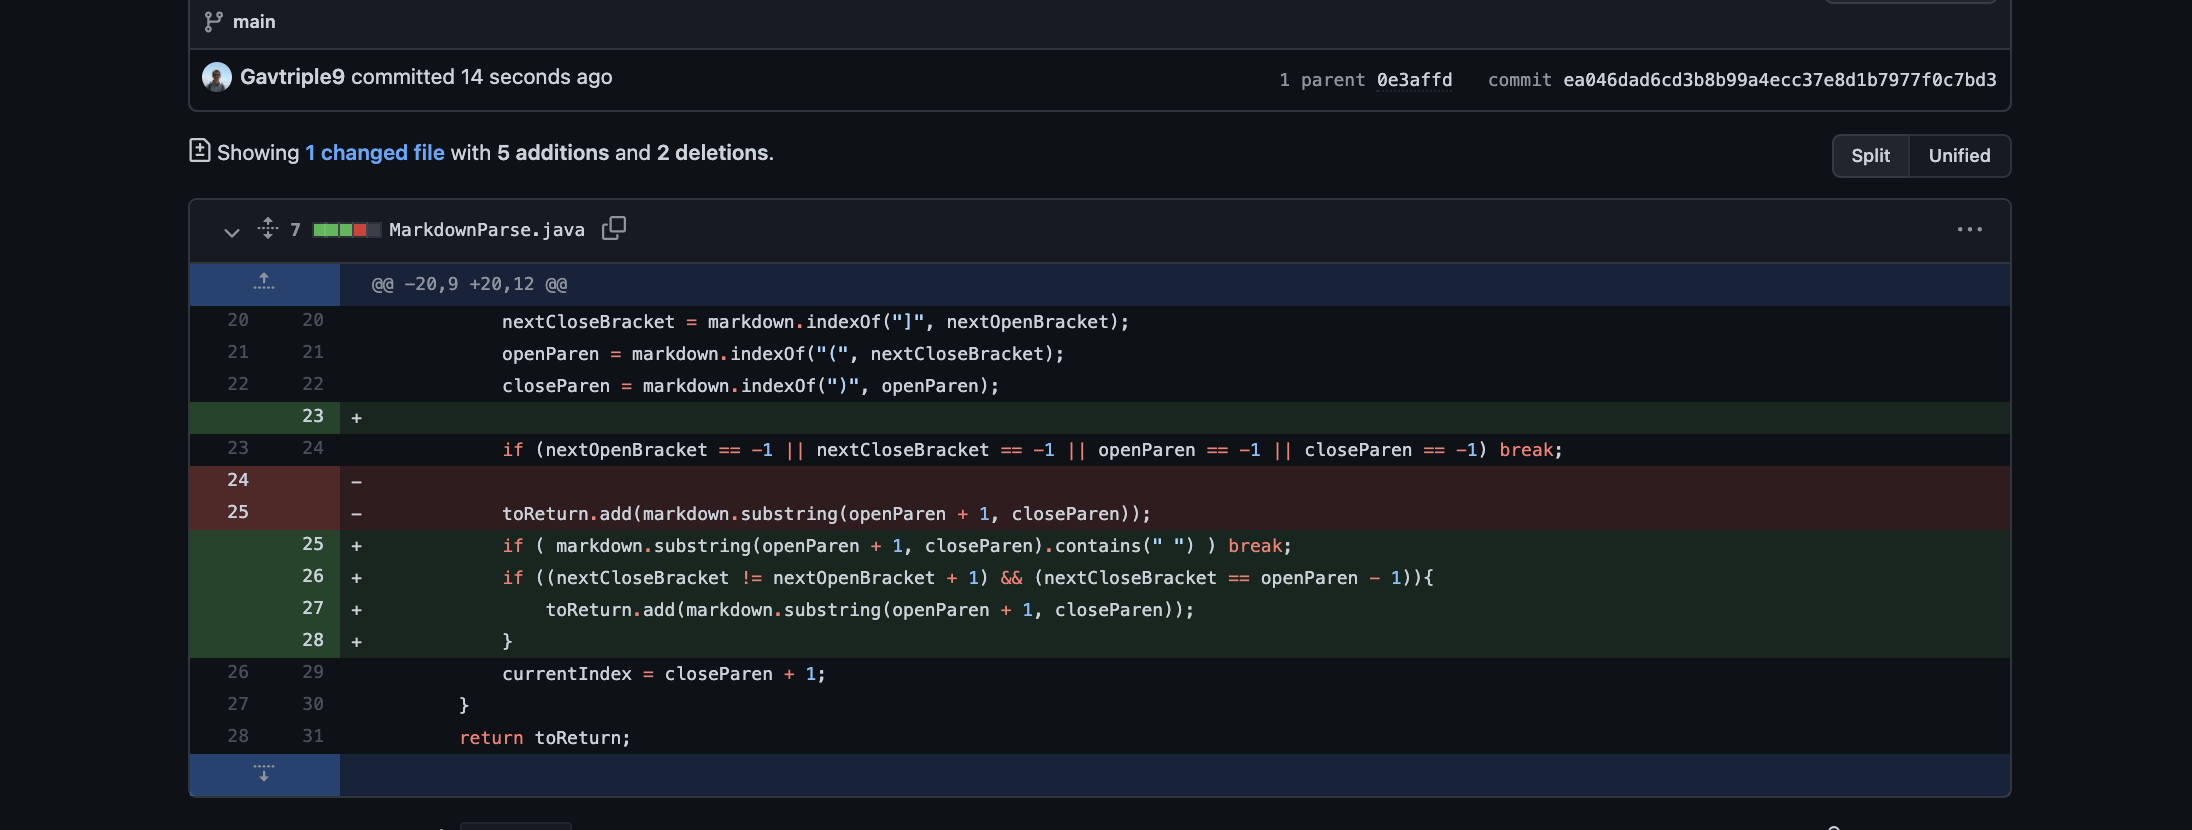 main
Gavtriple9 committed 14 seconds ago
1 parent 0e3affd commit ea046dad6cd3b8b99a4ecc37e8d1b7977f0c7bd3
Showing 1 changed file with 5 additions and 2 deletions.
Split Unified
7 MarkdownParse.java
@@ -20,9 +20,12 @@
20 20 nextCloseBracket = markdown.indexOf("]", nextOpenBracket);
21 21 openParen = markdown.indexOf("(", nextCloseBracket);
22 22 closeParen = markdown.indexOf(")", openParen);
23 +
23 24 if (nextOpenBracket == -1 || nextCloseBracket == -1 || openParen == -1 || closeParen == -1) break;
24 -
25 - toReturn.add(markdown.substring(openParen + 1, closeParen));
25 + if ( markdown.substring(openParen + 1, closeParen).contains(" ") ) break;
26 + if ((nextCloseBracket != nextOpenBracket + 1) && (nextCloseBracket == openParen - 1)){
27 + toReturn.add(markdown.substring(openParen + 1, closeParen));
28 + }
26 29 currentIndex = closeParen + 1;
27 30 }
28 31 return toReturn;